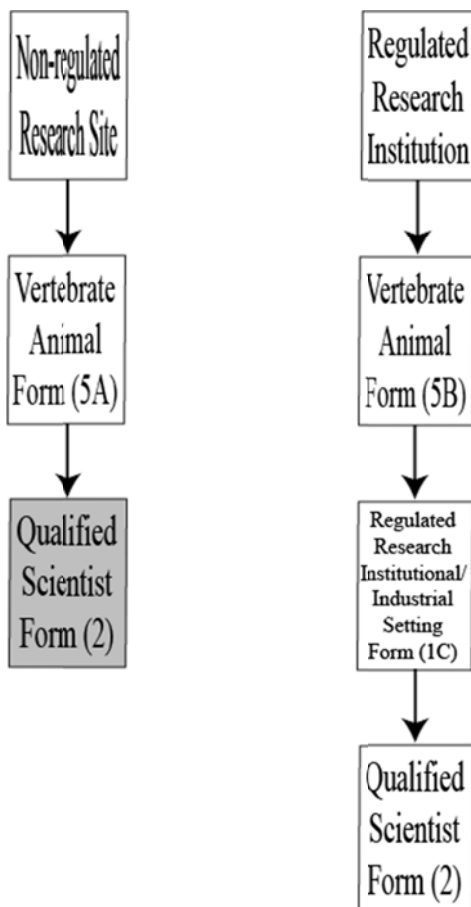 Non-regulated
Research Site
Vertebrate
Animal
Form (5A)
Qualified
Scientist
Form (2)
Regulated
Research
Institution
Vertebrate
Animal
Form (5B)
Regulated
Research
Institutional/
Industrial
Setting
Form (1C)
Qualified
Scientist
Form (2)